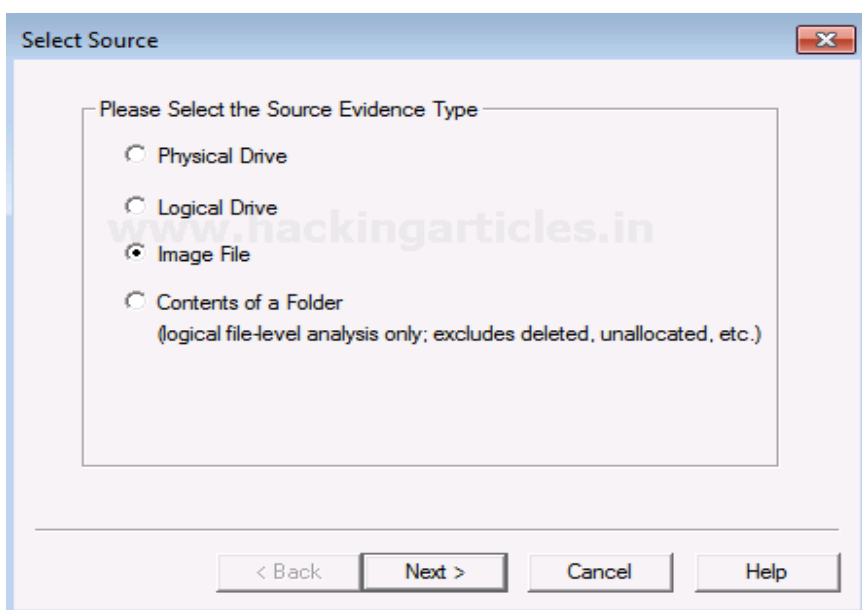 Select Source
Please Select the Source Evidence Type
Physical Drive
Logical Drive
www.hackingarticles.in
Image File
Contents of a Folder
(logical file-level analysis only; excludes deleted, unallocated, etc.)
< Back
Next >
Cancel
Help